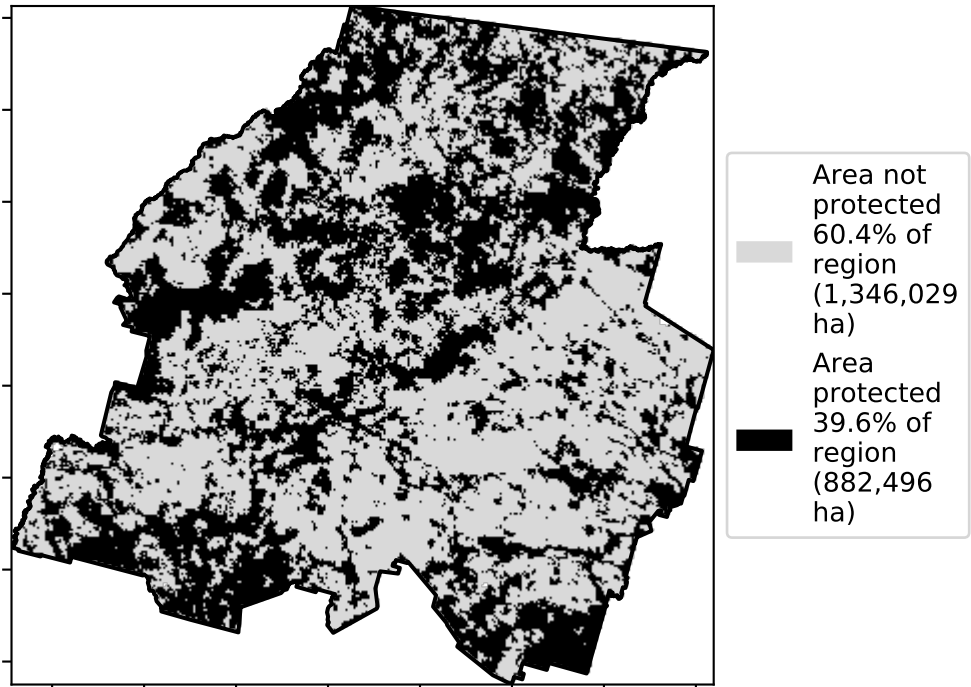 Area not
protected
60.4% of
region
(1,346,029
ha)
Area
protected
39.6% of
region
(882,496
ha)